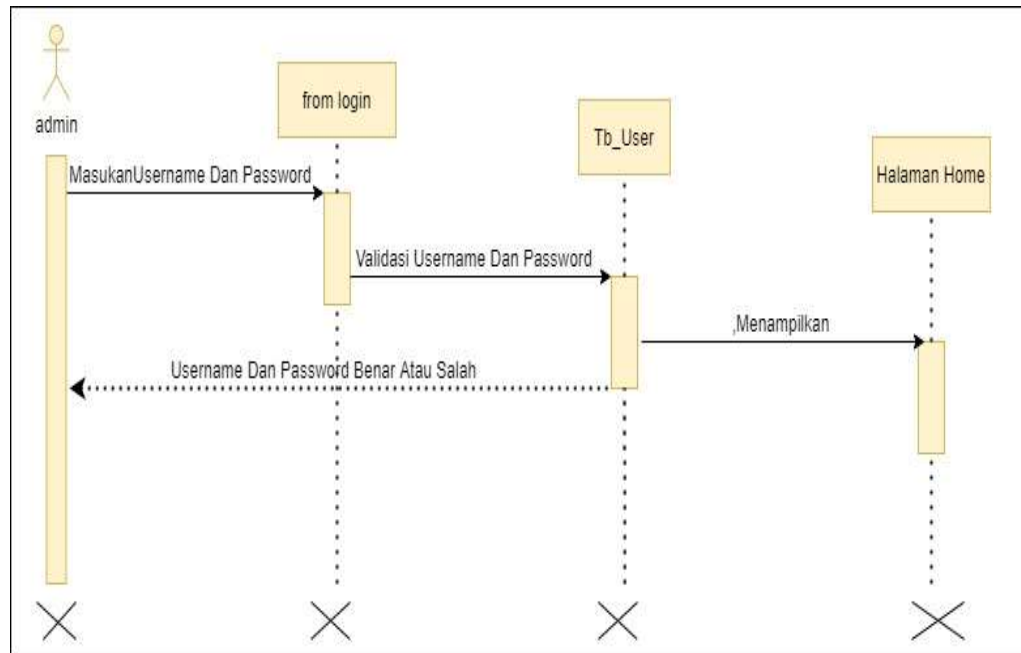 admin
from login
Tb_User
Halaman Home
MasukanUsername Dan Password
Validasi Username Dan Password
,Menampilkan
Username Dan Password Benar Atau Salah